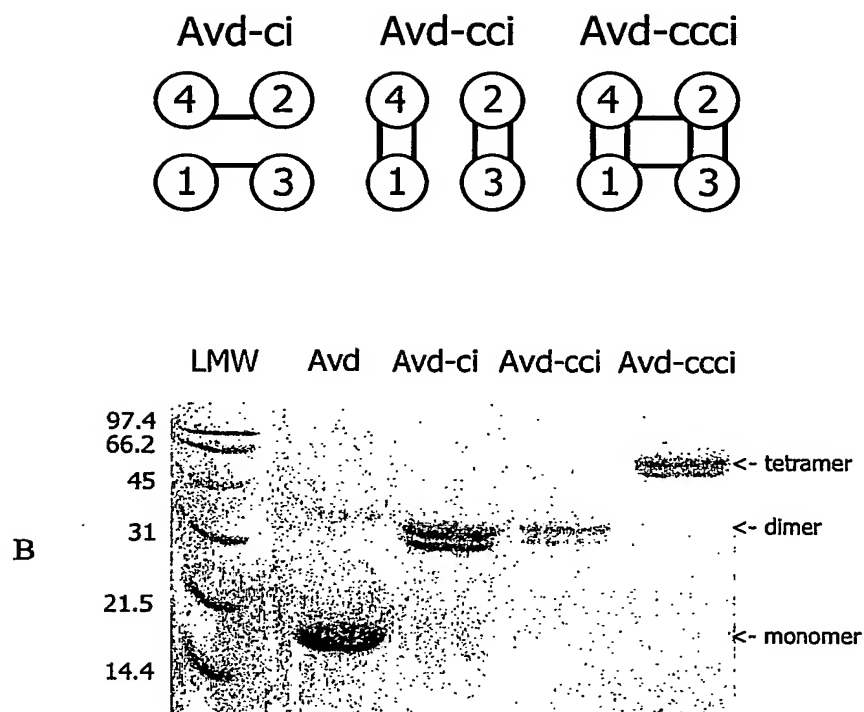 Avd-ci Avd-cci Avd-ccci
4 2 4 2 4 2
1 3 1 3 1 3
LMW Avd Avd-ci Avd-cci Avd-ccci
97.4
66.2
<- tetramer
45
<- dimer
31
B
21.5
<- monomer
14.4